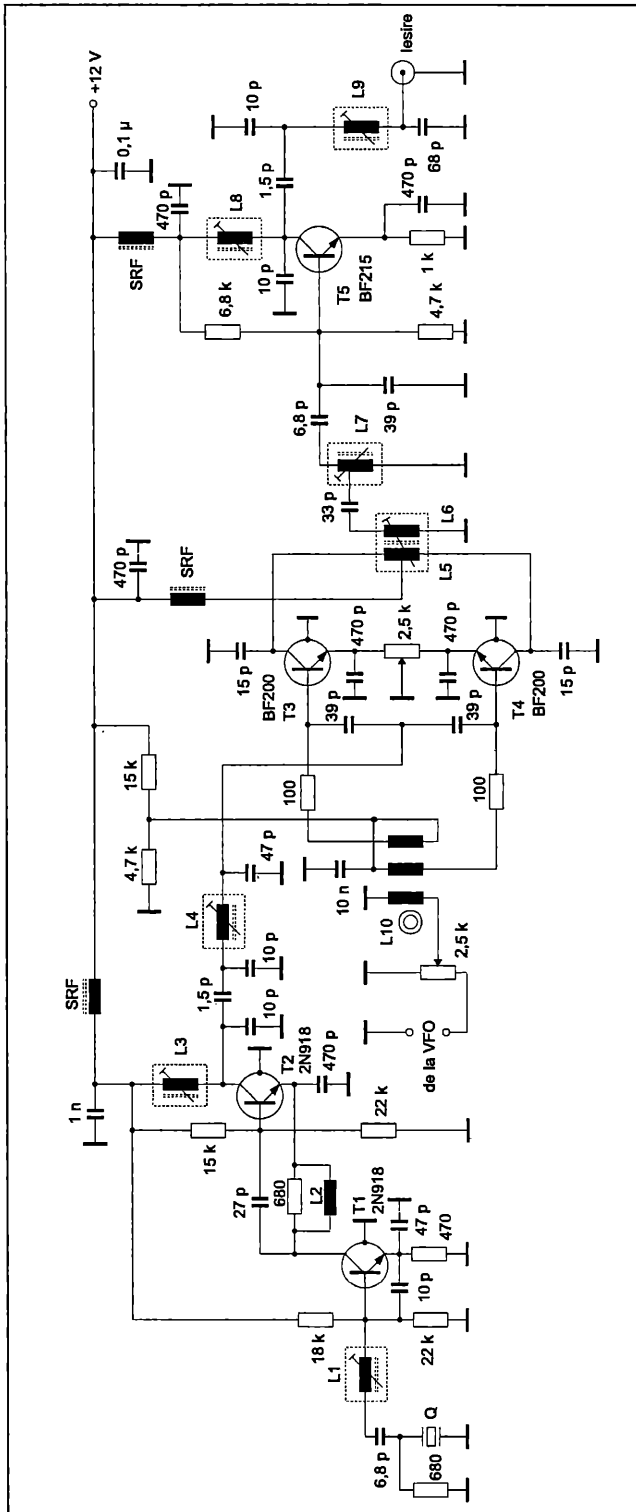 +12 V
0,1 µ
SRF
470 p
L8
10 p
6,8 k
1,5 p
10 p
L9
Iesire
68 p
470 p
T5
BF215
1 k
4,7 k
6,8 p
39 p
L7
33 p
L6
L5
470 p
SRF
15 p
BF200
T3
470 p
2,5 k
470 p
39 p
39 p
T4
BF200
15 p
100
100
15 k
4,7 k
10 n
L10
2,5 k
de la VFO
47 p
L4
10 p
1,5 p
10 p
SRF
1 n
L3
T2
2N918
470 p
15 k
22 k
27 p
680
L2
T1
2N918
47 p
470
10 p
18 k
22 k
L1
6,8 p
Q
680